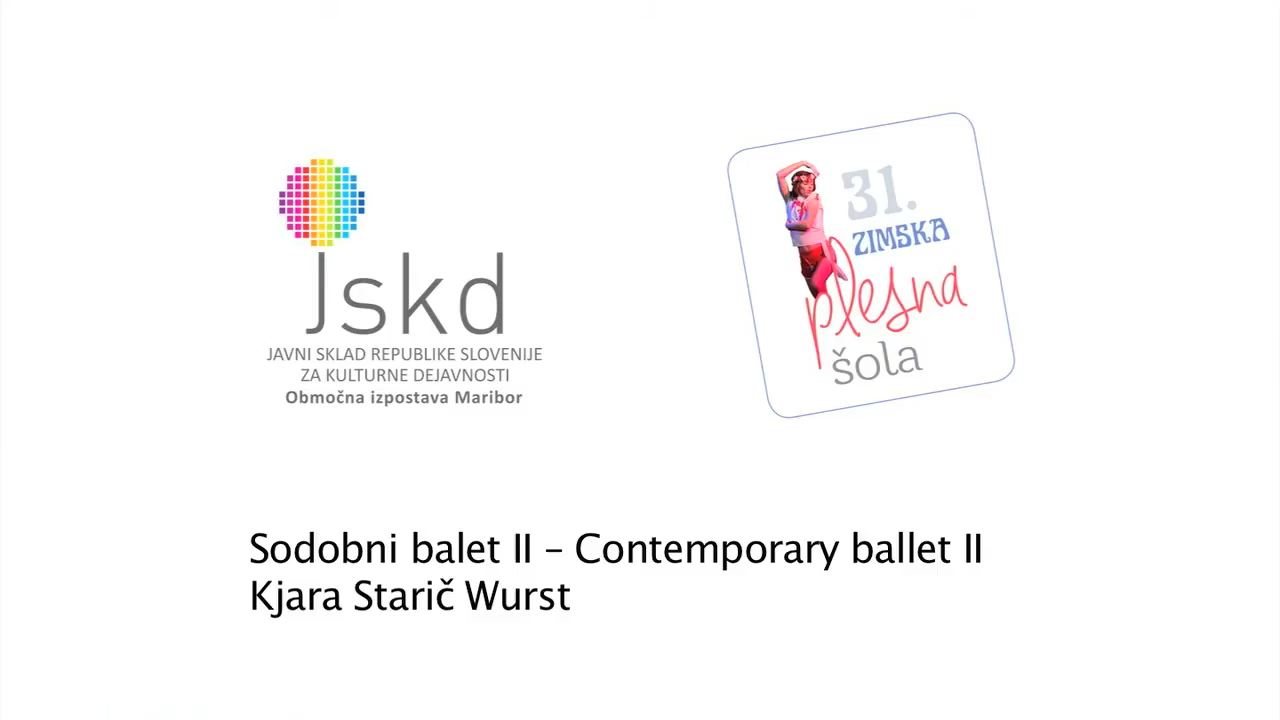 Jskd
JAVNI SKLAD REPUBLIKE SLOVENIJE
ZA KULTURNE DEJAVNOSTI
Območna izpostava Maribor
31.
ZIMSKA
plesna
šola
Sodobni balet II – Contemporary ballet II
Kjara Starič Wurst